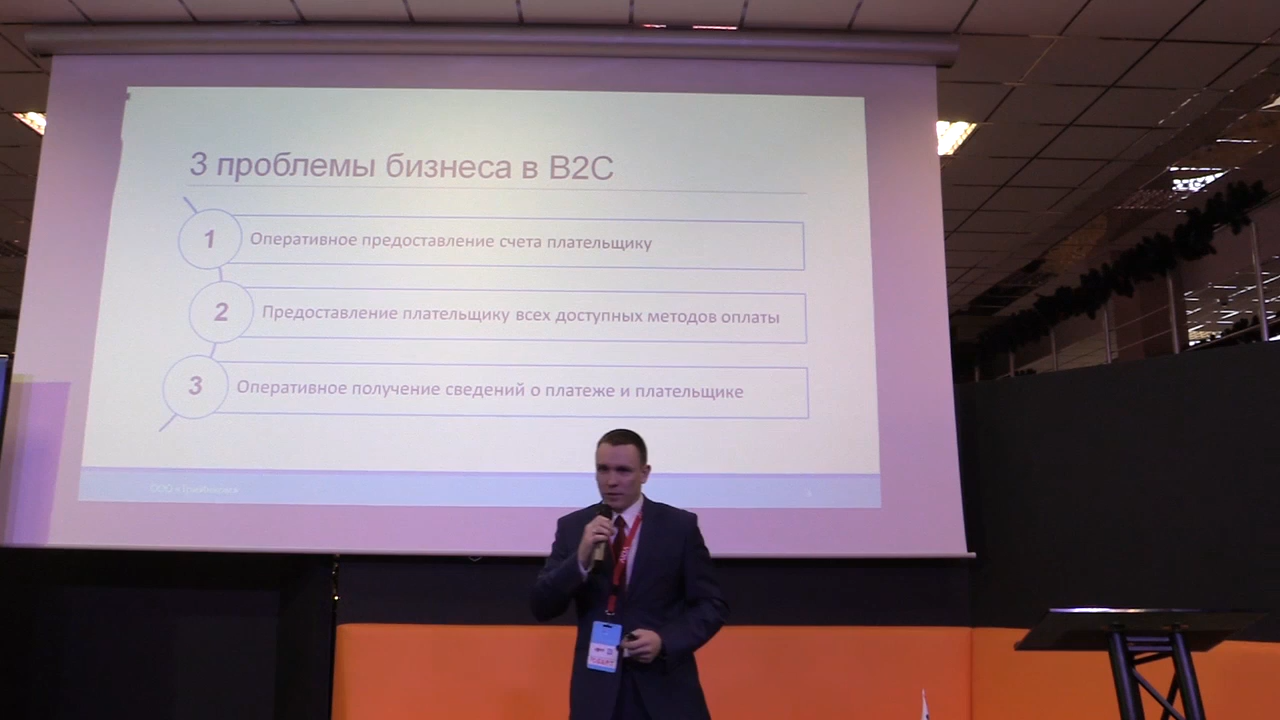 3 проблемы бизнеса в B2C
1 Оперативное предоставление счета плательщику
2 Предоставление плательщику всех доступных методов оплаты
3 Оперативное получение сведений о платеже и плательщике
ООО